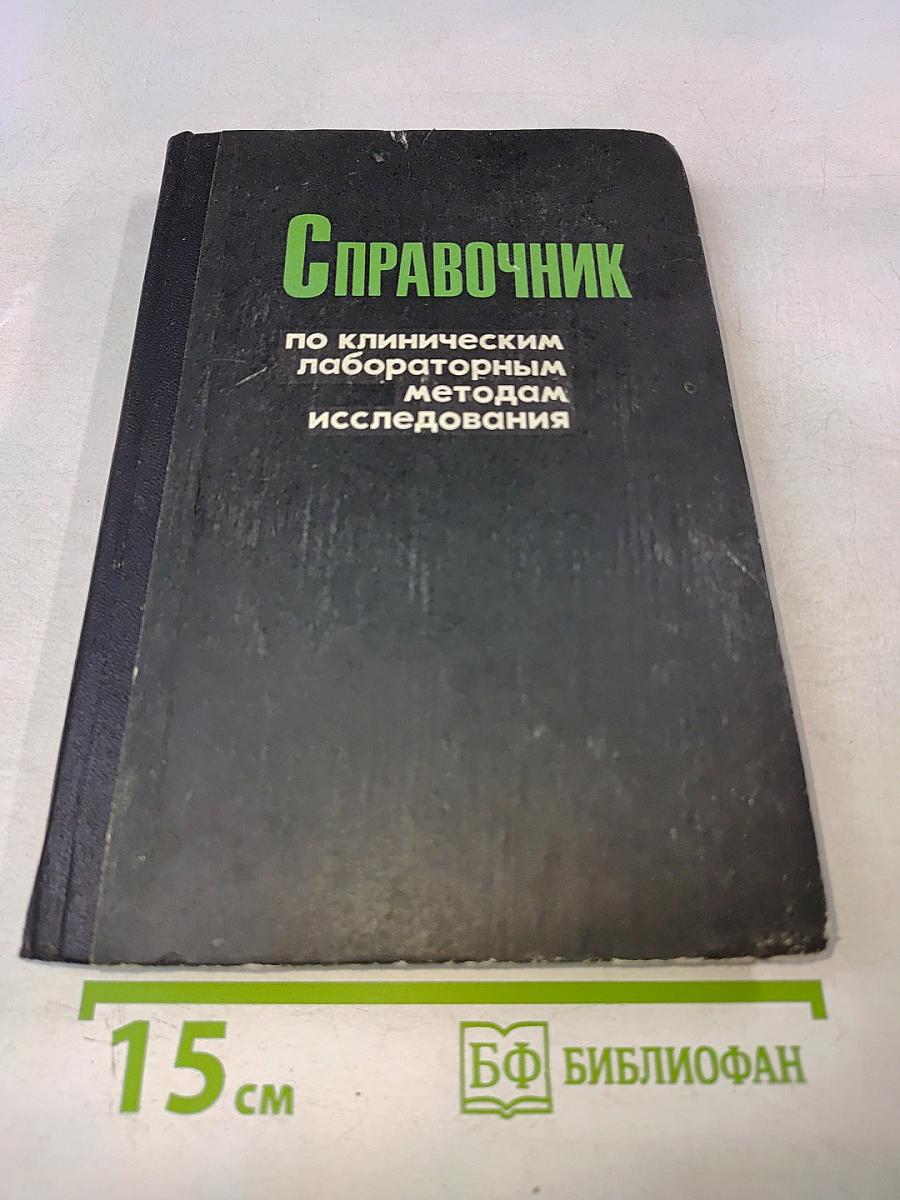 Справочник
по клиническим
лабораторным
методам
исследования
15 см
БФ БИБЛИОФАН